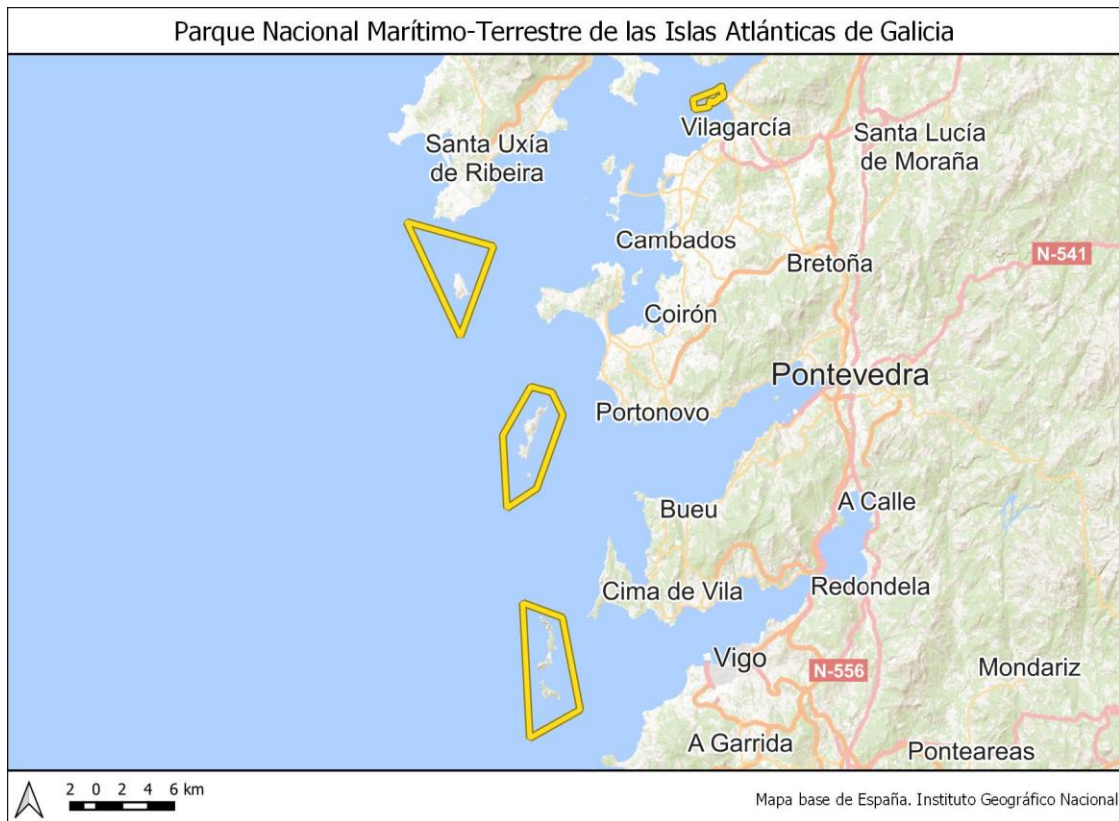 Parque Nacional Marítimo-Terrestre de las Islas Atlánticas de Galicia
Vilagarcía
Santa Uxía
de Ribeira
Santa Lucía
de Moraña
Cambados
Bretoña
N-541
Coirón
Pontevedra
Portonovo
Bueu
A Calle
Cima de Vila
Redondela
Vigo
N-556
Mondariz
A Garrida
Ponteareas
2 0 2 4 6 km
Mapa base de España. Instituto Geográfico Nacional